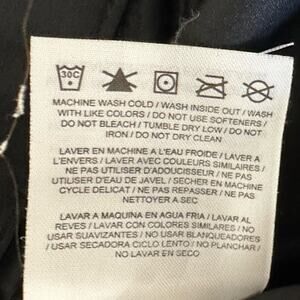 30C
MACHINE WASH COLD / WASH INSIDE OUT / WASH
WITH LIKE COLORS / DO NOT USE SOFTENERS /
DO NOT BLEACH / TUMBLE DRY LOW / DO NOT
IRON / DO NOT DRY CLEAN
LAVER EN MACHINE A L'EAU FROIDE / LAVER A
L'ENVERS / LAVER AVEC COULEURS SIMILAIRES /
NE PAS UTILISER D'ADOUCISSEUR / NE PAS
UTILISER D'EAU DE JAVEL / SECHER EN MACHINE
CYCLE DELICAT / NE PAS REPASSER / NE PAS
NETTOYER A SEC
LAVAR A MAQUINA EN AGUA FRIA / LAVAR AL
REVES / LAVAR CON COLORES SIMILARES / NO
USAR SUAVIZANTES / NO USAR BLANQUEADORES
/ USAR SECADORA CICLO LENTO / NO PLANCHAR /
NO LAVAR EN SECO